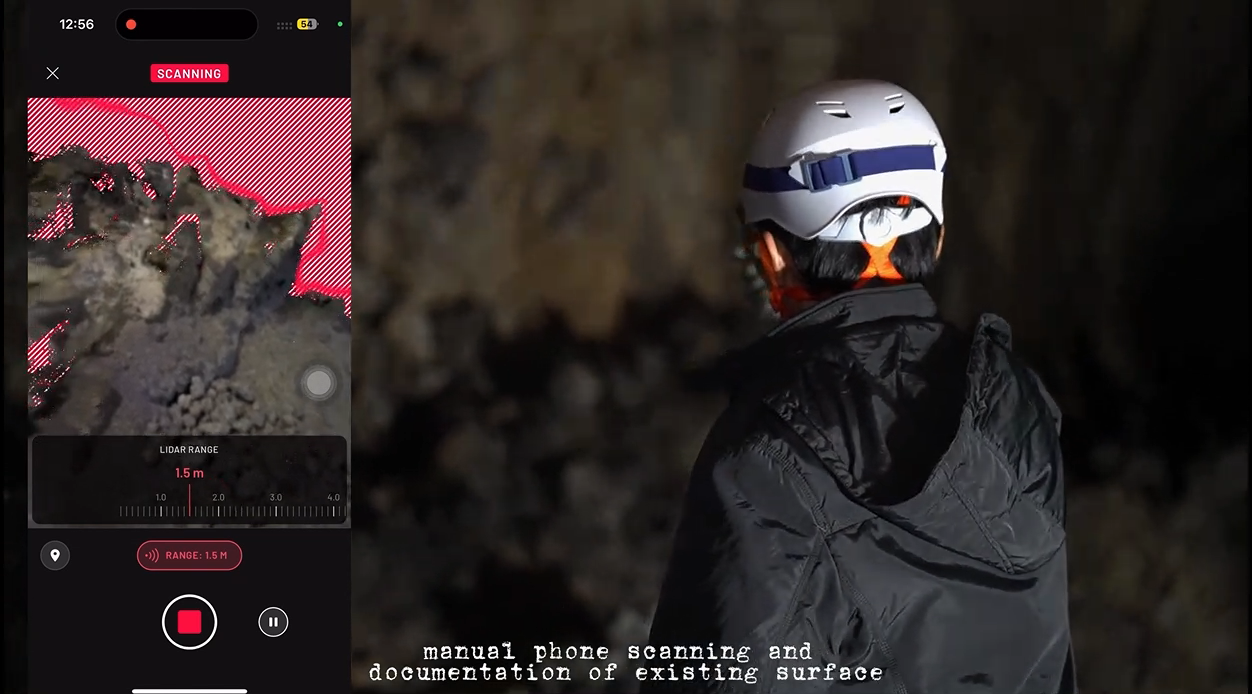 12:56
54
SCANNING
LIDAR RANGE
1.5 m
1.0 2.0 3.0 4.0
RANGE: 1.5 M
manual phone scanning and
documentation of existing surface